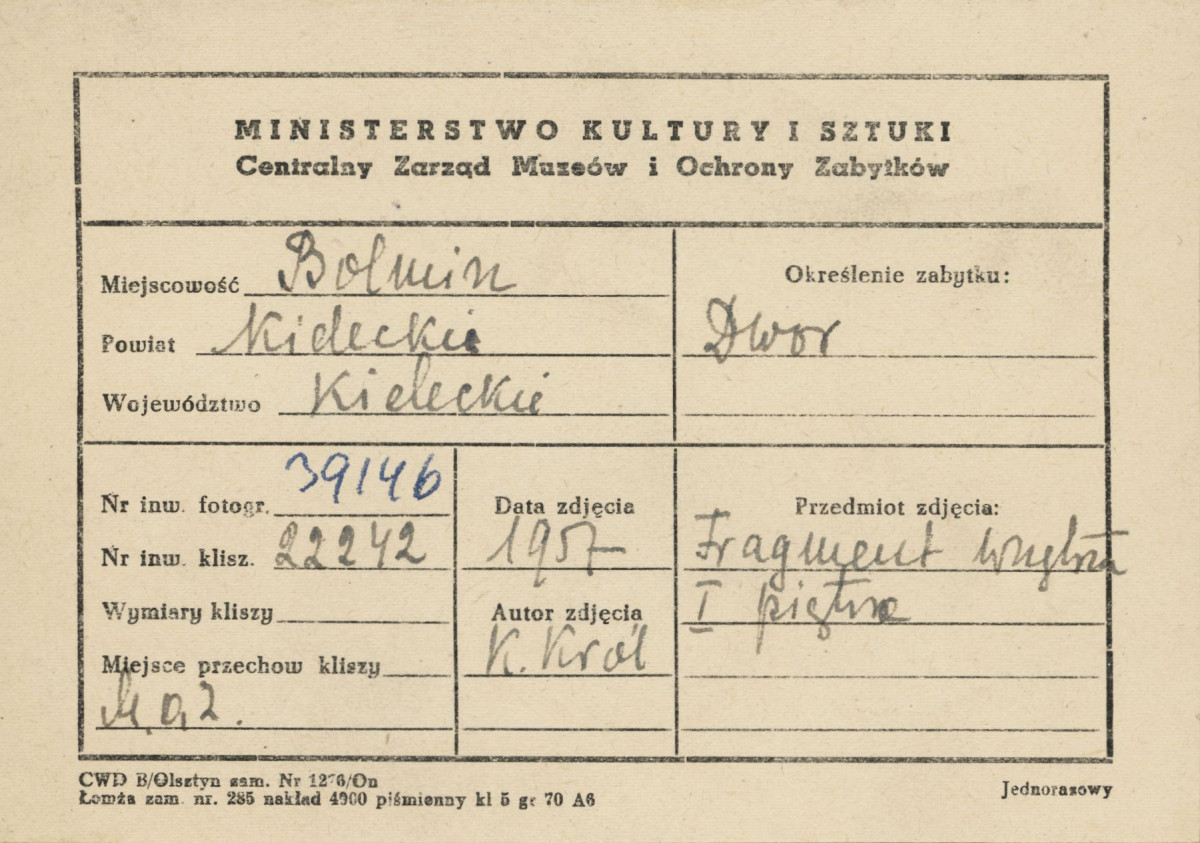 MINISTERSTWO KULTURY I SZTUKI
Centralny Zarząd Muzeów i Ochrony Zabytków
Miejscowość Bolmin
Powiat Kielecki
Województwo Kieleckie
Określenie zabytku:
Dwor
Nr inw. fotogr. 39146
Nr inw. klisz. 22242
Wymiary kliszy
Miejsce przechow kliszy
Data zdjęcia
1957
Autor zdjęcia
K. Król
Przedmiot zdjęcia:
Fragment wnętrza
I piętra
CWD B/Olsztyn zam. Nr 1276/On
Łomża zam. nr. 285 nakład 4900 piśmienny kl 5 gr 70 A6
Jednorazowy